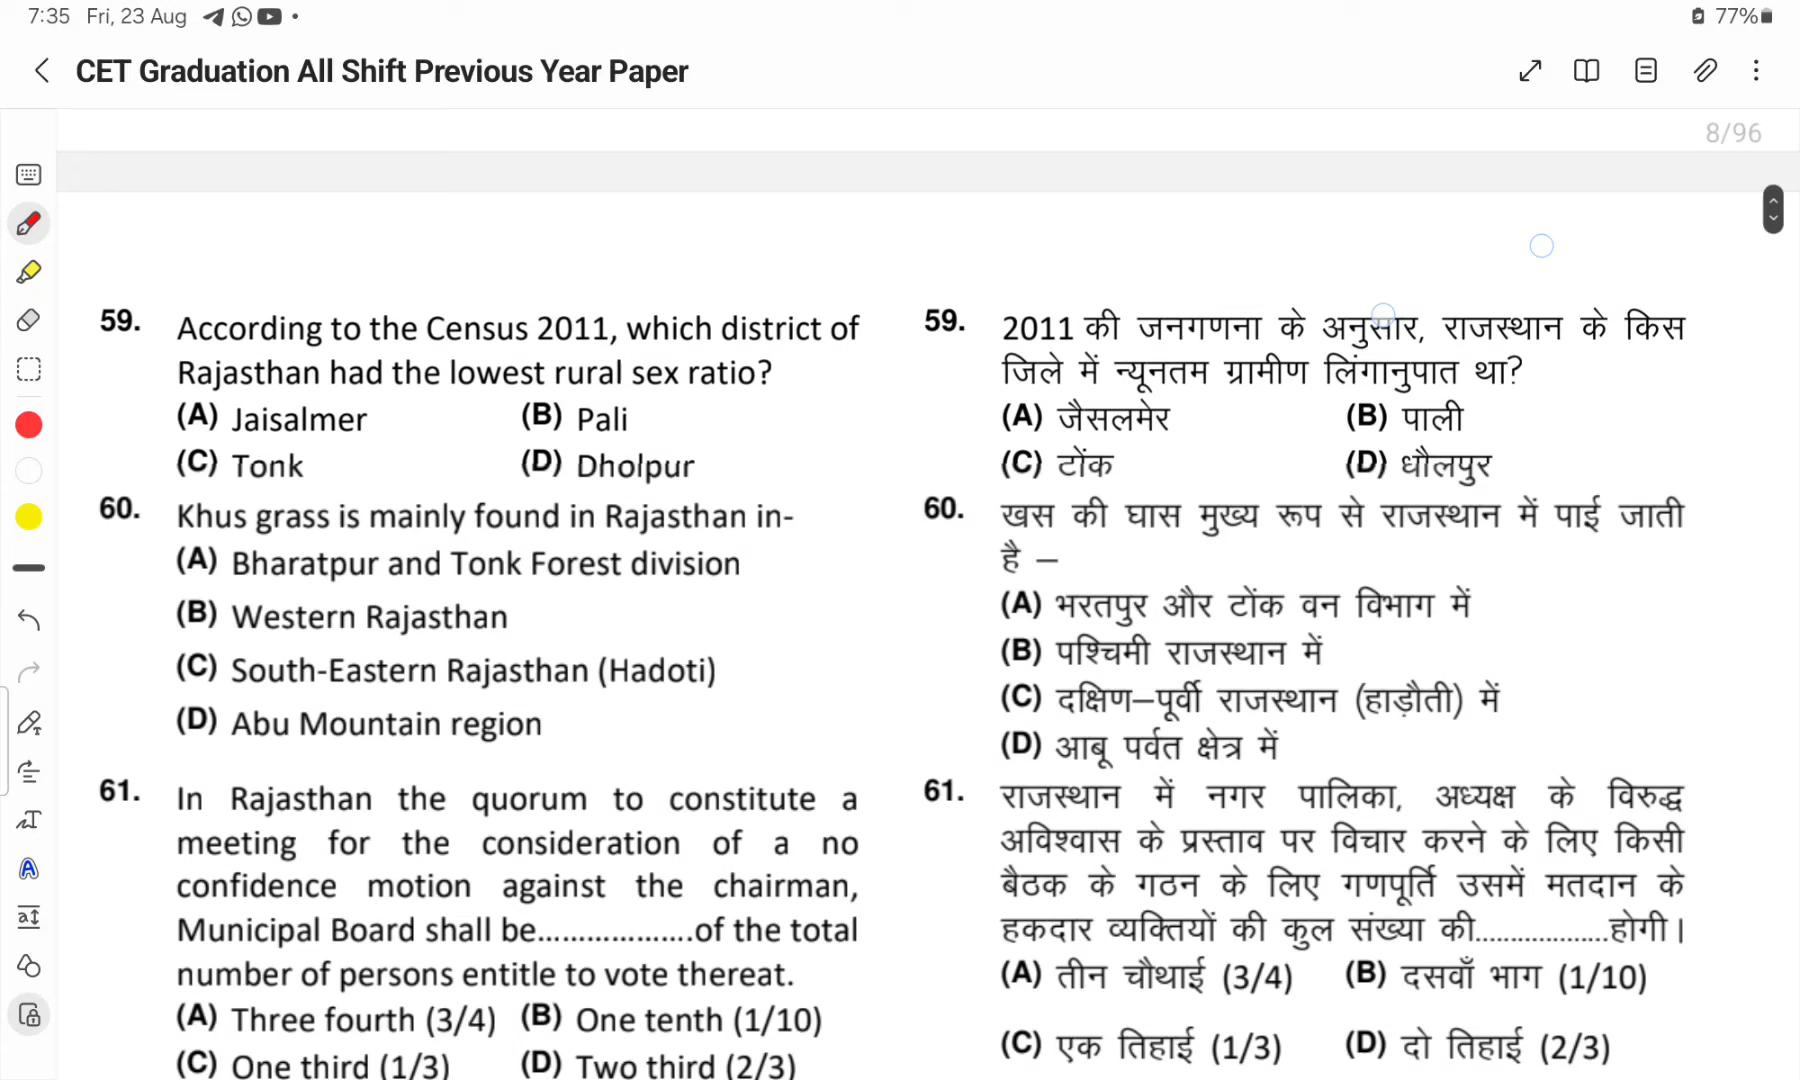 7:35 Fri, 23 Aug
77%
CET Graduation All Shift Previous Year Paper
8/96
59. According to the Census 2011, which district of
Rajasthan had the lowest rural sex ratio?
(A) Jaisalmer (B) Pali
(C) Tonk (D) Dholpur
60. Khus grass is mainly found in Rajasthan in-
(A) Bharatpur and Tonk Forest division
(B) Western Rajasthan
(C) South-Eastern Rajasthan (Hadoti)
(D) Abu Mountain region
61. In Rajasthan the quorum to constitute a
meeting for the consideration of a no
confidence motion against the chairman,
Municipal Board shall be...................of the total
number of persons entitle to vote thereat.
(A) Three fourth (3/4) (B) One tenth (1/10)
(C) One third (1/3) (D) Two third (2/3)
59. 2011 की जनगणना के अनुसार, राजस्थान के किस
जिले में न्यूनतम ग्रामीण लिंगानुपात था?
(A) जैसलमेर (B) पाली
(C) टोंक (D) धौलपुर
60. खस की घास मुख्य रूप से राजस्थान में पाई जाती
है –
(A) भरतपुर और टोंक वन विभाग में
(B) पश्चिमी राजस्थान में
(C) दक्षिण–पूर्वी राजस्थान (हाड़ौती) में
(D) आबू पर्वत क्षेत्र में
61. राजस्थान में नगर पालिका, अध्यक्ष के विरुद्ध
अविश्वास के प्रस्ताव पर विचार करने के लिए किसी
बैठक के गठन के लिए गणपूर्ति उसमें मतदान के
हकदार व्यक्तियों की कुल संख्या की...................होगी।
(A) तीन चौथाई (3/4) (B) दसवाँ भाग (1/10)
(C) एक तिहाई (1/3) (D) दो तिहाई (2/3)